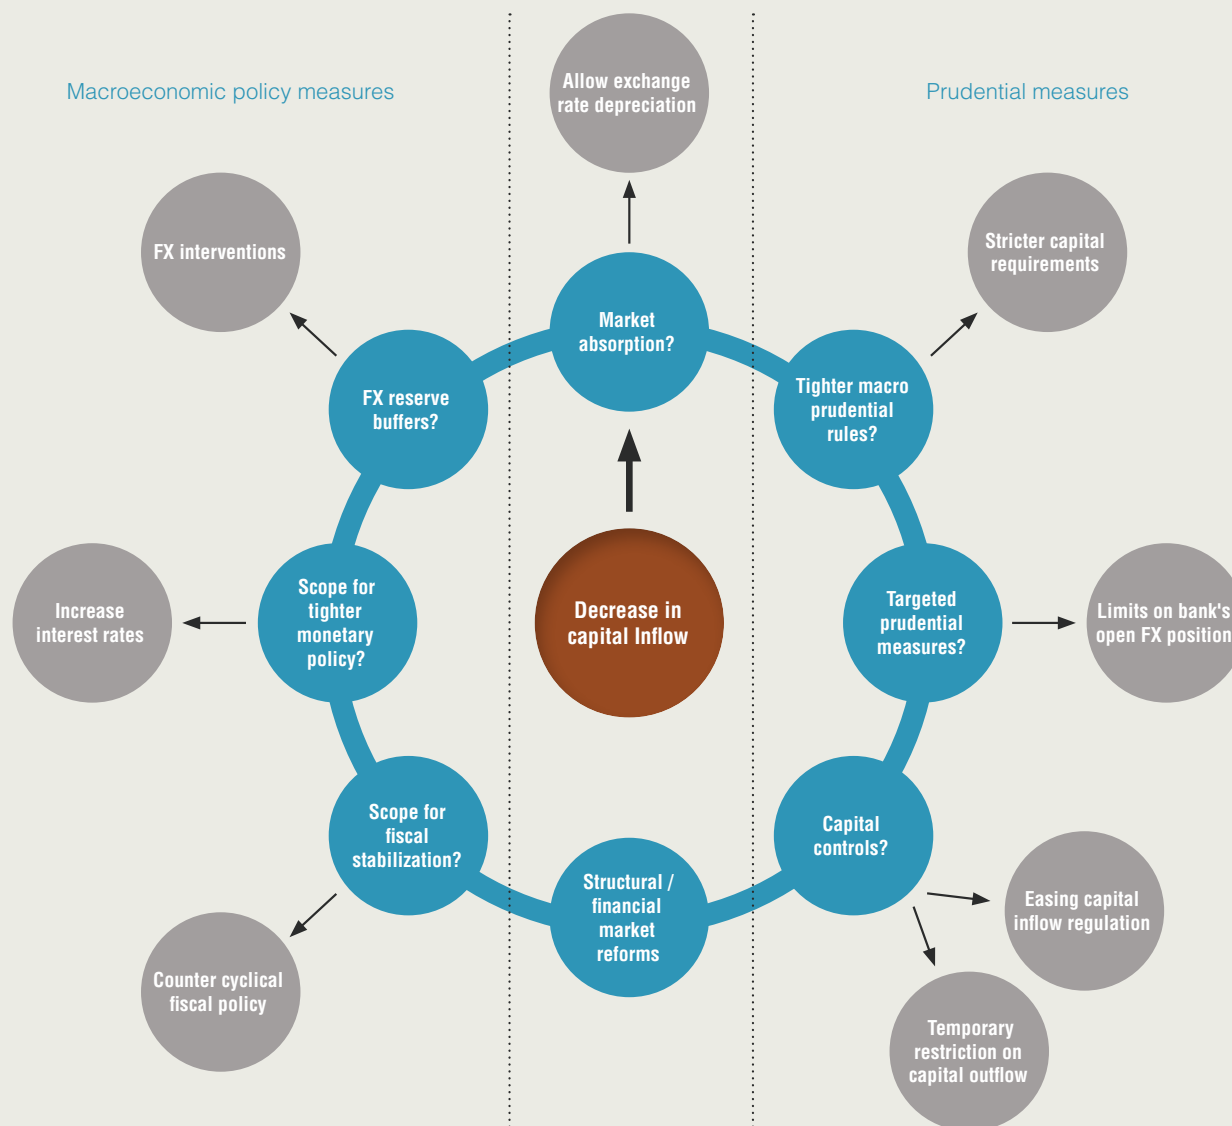 Macroeconomic policy measures
Allow exchange
rate depreciation
Prudential measures
FX interventions
Stricter capital
requirements
Market
absorption?
FX reserve
buffers?
Tighter macro
prudential
rules?
Increase
interest rates
Scope for
tighter
monetary
policy?
Decrease in
capital Inflow
Targeted
prudential
measures?
Limits on bank's
open FX position
Scope for
fiscal
stabilization?
Capital
controls?
Structural /
financial
market
reforms
Easing capital
inflow regulation
Counter cyclical
fiscal policy
Temporary
restriction on
capital outflow